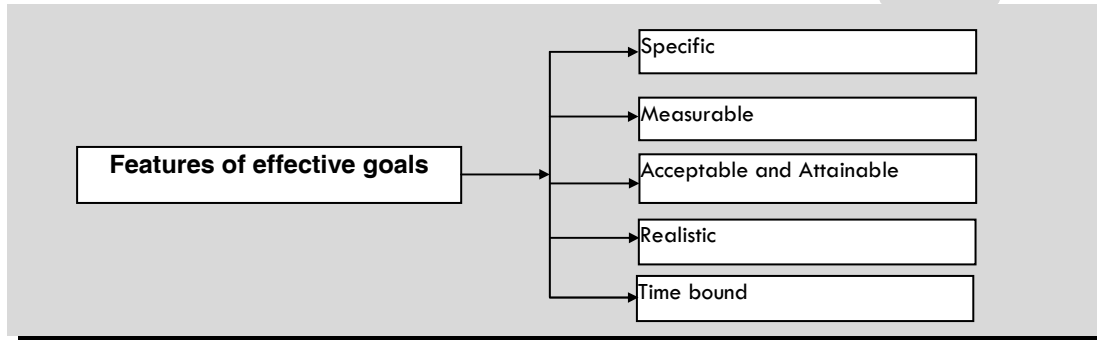 Specific
Measurable
Features of effective goals
Acceptable and Attainable
Realistic
Time bound